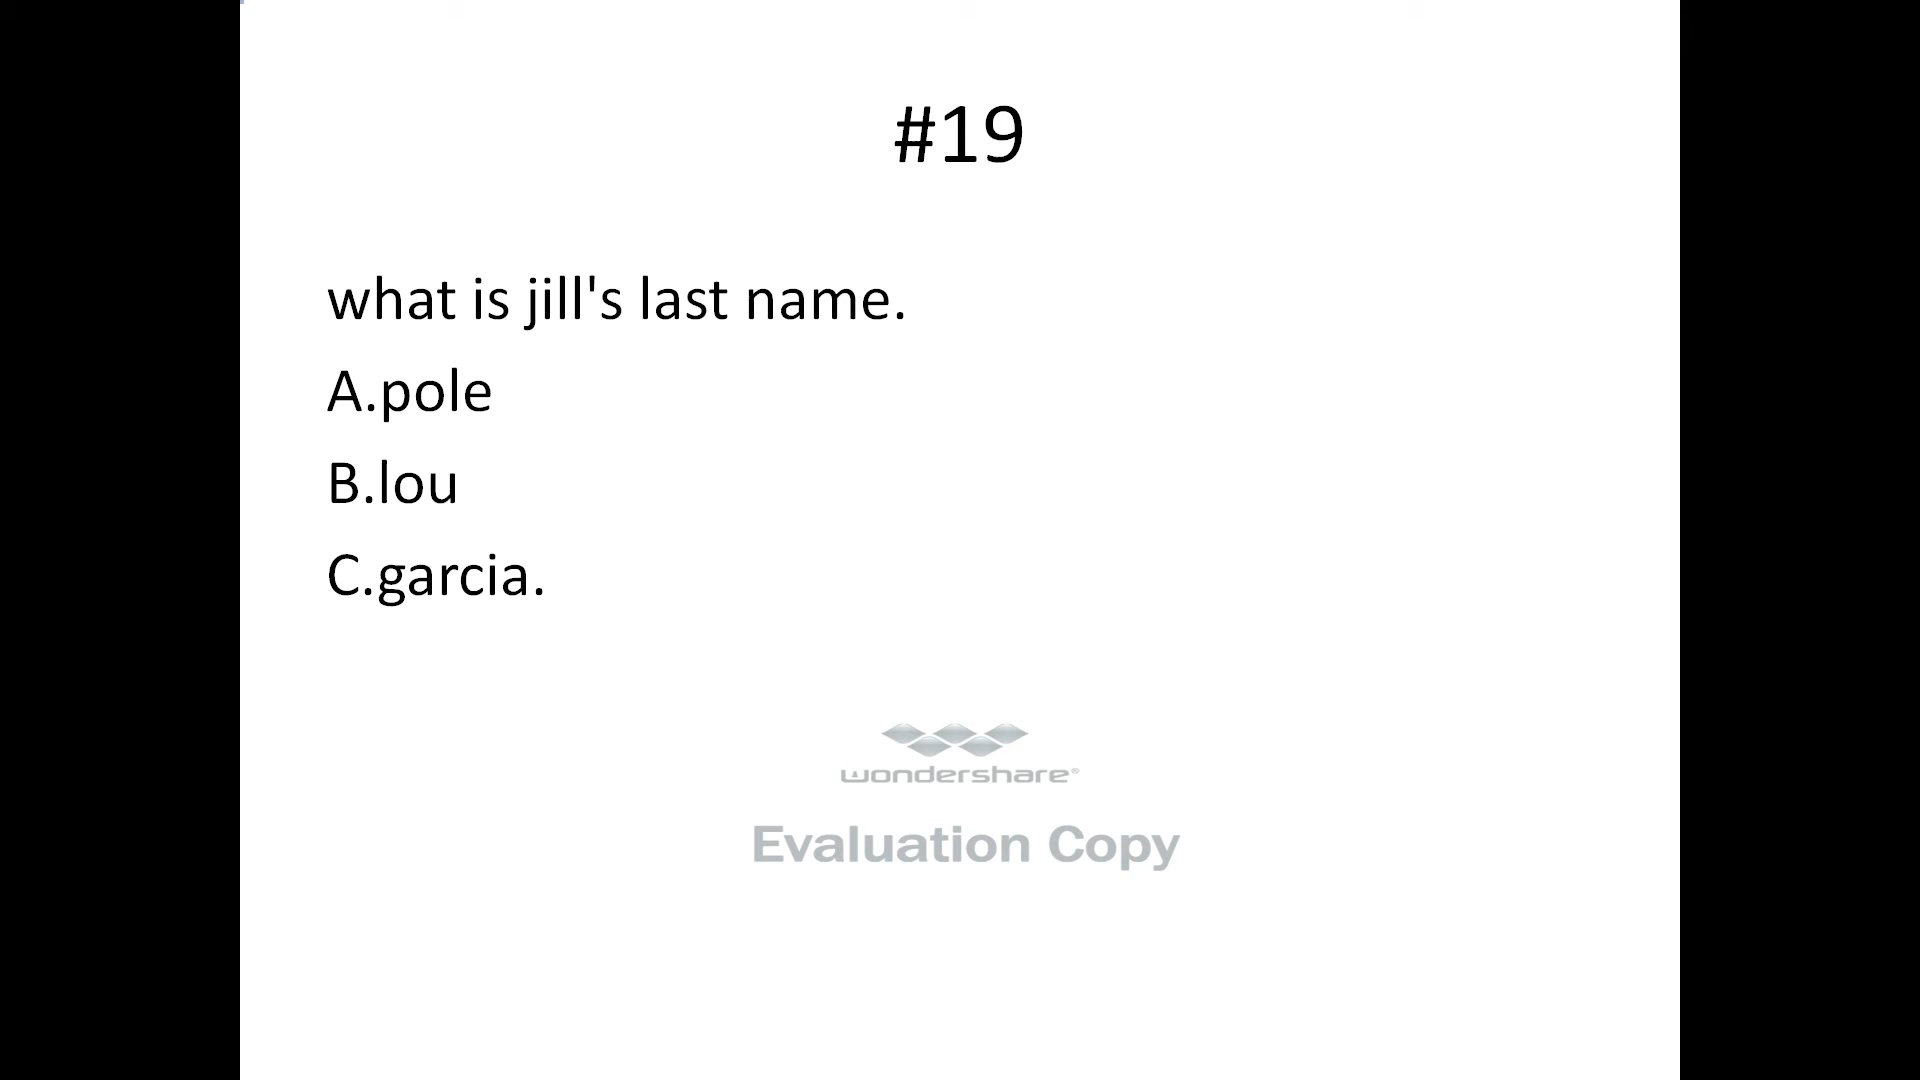 #19
what is jill's last name.
A.pole
B.lou
C.garcia.
wondershare®
Evaluation Copy